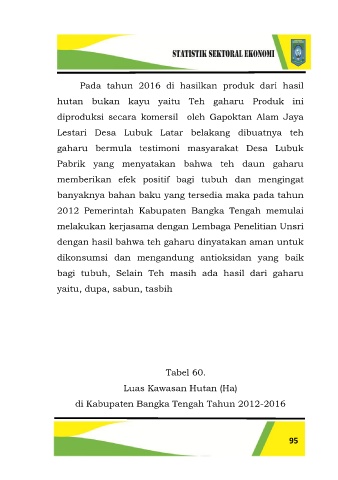 STATISTIK SEKTORAL EKONOMI
Pada tahun 2016 di hasilkan produk dari hasil
hutan bukan kayu yaitu Teh gaharu Produk ini
diproduksi secara komersil oleh Gapoktan Alam Jaya
Lestari Desa Lubuk Latar belakang dibuatnya teh
gaharu bermula testimoni masyarakat Desa Lubuk
Pabrik yang menyatakan bahwa teh daun gaharu
memberikan efek positif bagi tubuh dan mengingat
banyaknya bahan baku yang tersedia maka pada tahun
2012 Pemerintah Kabupaten Bangka Tengah memulai
melakukan kerjasama dengan Lembaga Penelitian Unsri
dengan hasil bahwa teh gaharu dinyatakan aman untuk
dikonsumsi dan mengandung antioksidan yang baik
bagi tubuh, Selain Teh masih ada hasil dari gaharu
yaitu, dupa, sabun, tasbih
Tabel 60.
Luas Kawasan Hutan (Ha)
di Kabupaten Bangka Tengah Tahun 2012-2016
95